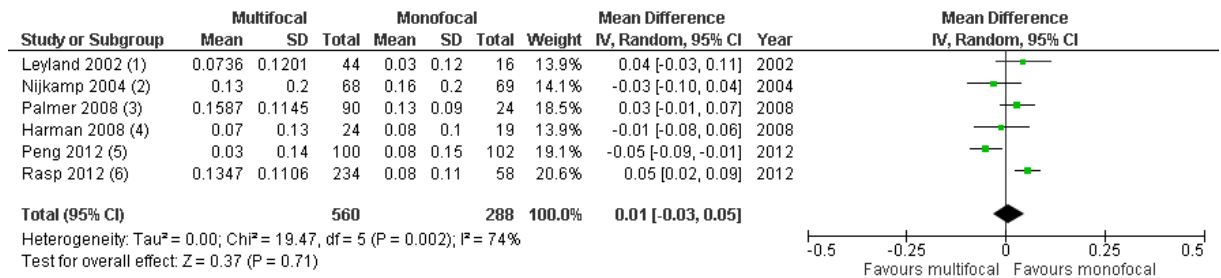 Multifocal Monofocal Mean Difference Mean Difference
Study or Subgroup Mean SD Total Mean SD Total Weight IV, Random, 95% CI Year IV, Random, 95% CI
Leyland 2002 (1) 0.0736 0.1201 44 0.03 0.12 16 13.9% 0.04 [-0.03, 0.11] 2002
Nijkamp 2004 (2) 0.13 0.2 68 0.16 0.2 69 14.1% -0.03 [-0.10, 0.04] 2004
Palmer 2008 (3) 0.1587 0.1145 90 0.13 0.09 24 18.5% 0.03 [-0.01, 0.07] 2008
Harman 2008 (4) 0.07 0.13 24 0.08 0.1 19 13.9% -0.01 [-0.08, 0.06] 2008
Peng 2012 (5) 0.03 0.14 100 0.08 0.15 102 19.1% -0.05 [-0.09, -0.01] 2012
Rasp 2012 (6) 0.1347 0.1106 234 0.08 0.11 58 20.6% 0.05 [0.02, 0.09] 2012
Total (95% CI) 560 288 100.0% 0.01 [-0.03, 0.05]
Heterogeneity: Tau² = 0.00; Chi² = 19.47, df = 5 (P = 0.002); I² = 74%
Test for overall effect: Z = 0.37 (P = 0.71)
-0.5 -0.25 0 0.25 0.5
Favours multifocal Favours monofocal